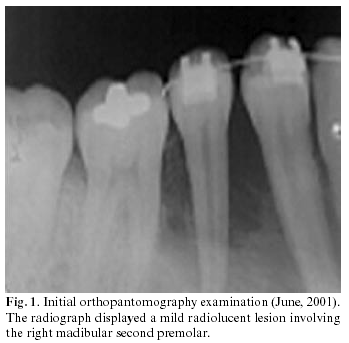 Fig. 1. Initial orthopantomography examination (June, 2001).
The radiograph displayed a mild radiolucent lesion involving
the right madibular second premolar.